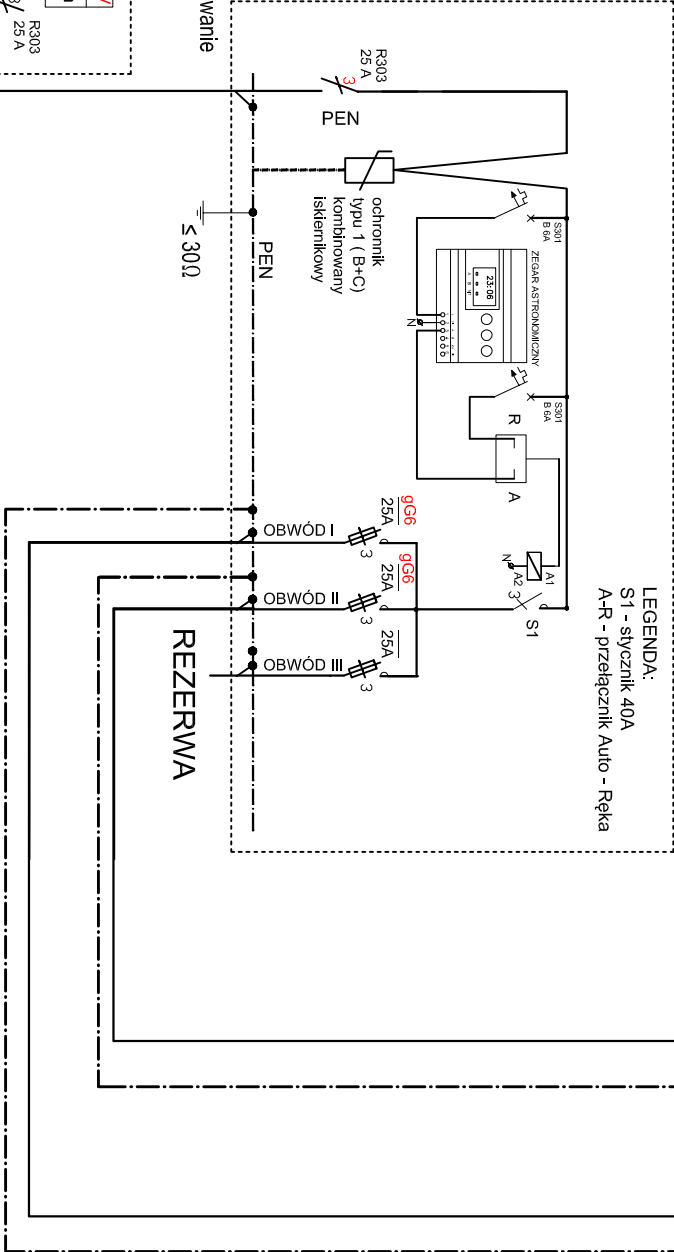 LEGENDA:
S1 - stycznik 40A
A-R - przełącznik Auto - Ręka
R303
25 A
3
PEN
ochronnik
typu 1 ( B+C)
kombinowany
iskiernikowy
PEN
≤ 30Ω
S301
B 6A
ZEGAR ASTRONOMICZNY
23:06
N
S301
B 6A
R
A
A1
A2
N
3
S1
gG6
25A
3
OBWÓD I
gG6
25A
3
OBWÓD II
25A
3
OBWÓD III
REZERWA
wanie
R303
25 A